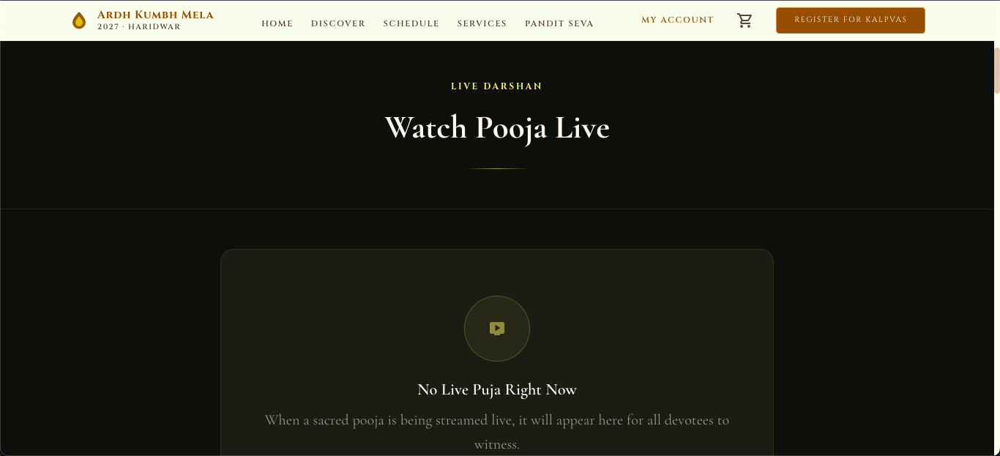 Ardh Kumbh Mela
2027 · HARIDWAR
HOME DISCOVER SCHEDULE SERVICES PANDIT SEVA MY ACCOUNT REGISTER FOR KALPVAS
LIVE DARSHAN
Watch Pooja Live
No Live Puja Right Now
When a sacred pooja is being streamed live, it will appear here for all devotees to
witness.